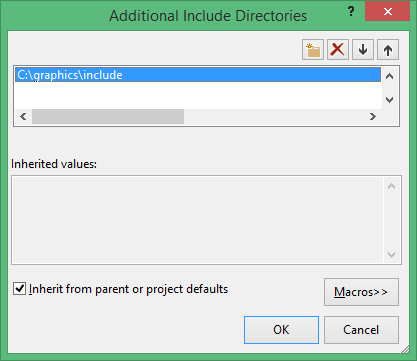 Additional Include Directories
?
C:\graphics\include
Inherited values:
Inherit from parent or project defaults
Macros>>
OK
Cancel